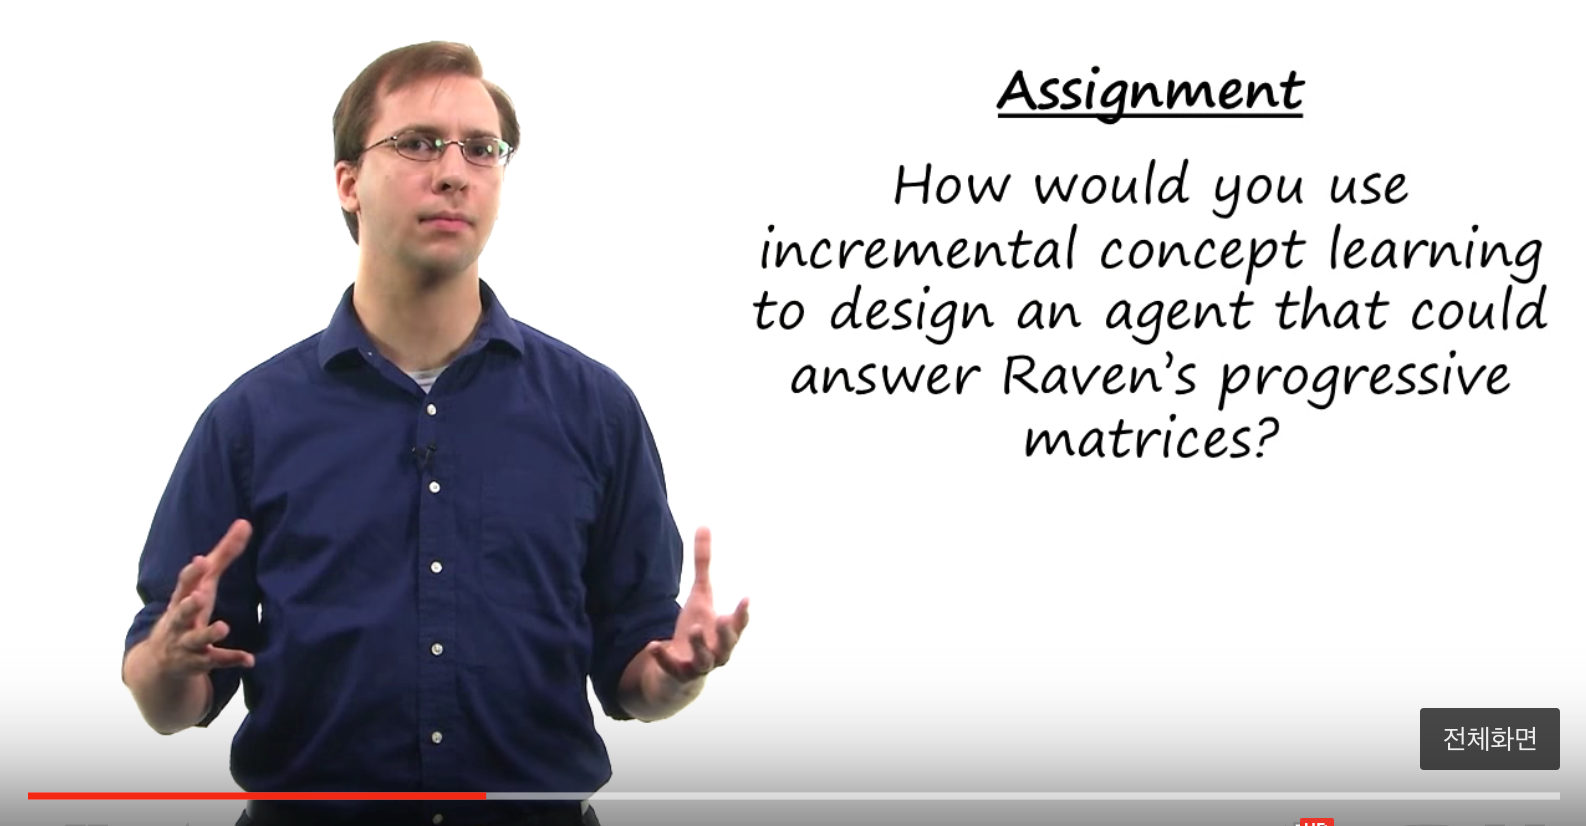 Assignment
How would you use
incremental concept learning
to design an agent that could
answer Raven's progressive
matrices?
전체화면